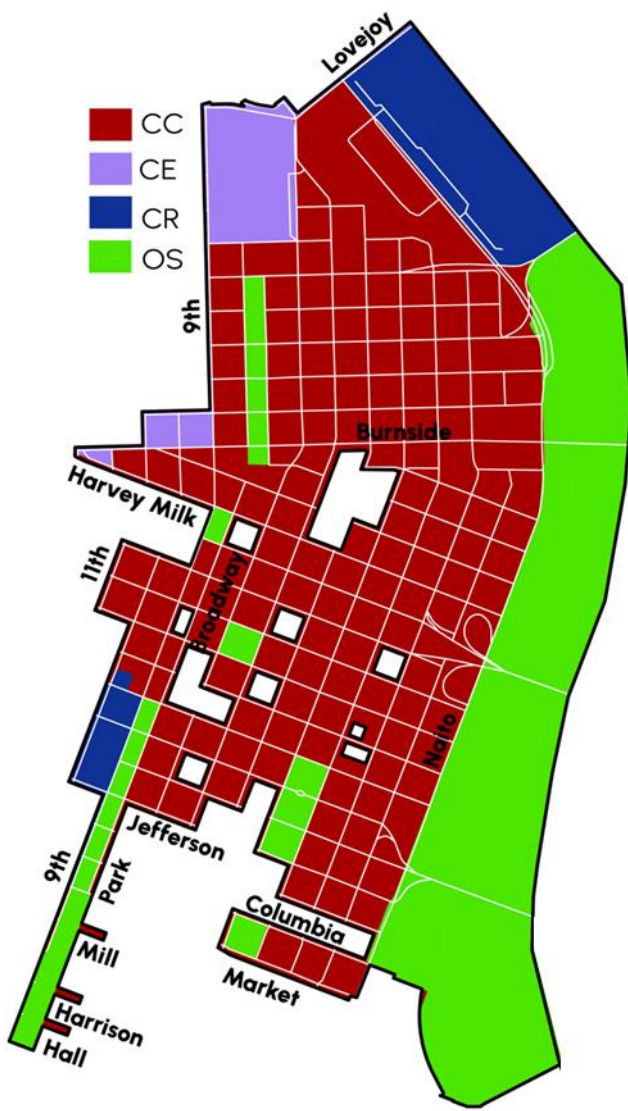 Lovejoy
CC
CE
CR
OS
9th
Burnside
Harvey Milk
11th
Broadway
Naito
Jefferson
9th
Park
Columbia
Mill
Market
Harrison
Hall